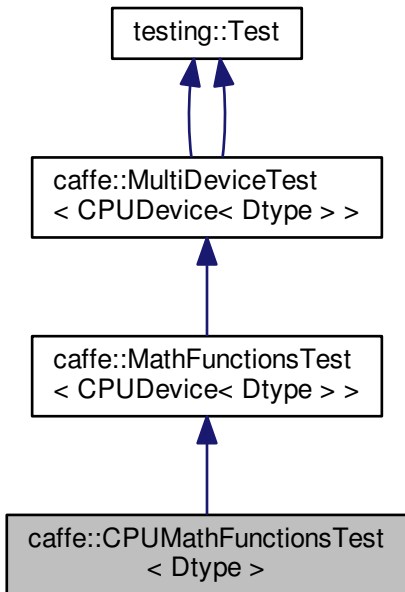 testing::Test
caffe::MultiDeviceTest
< CPUDevice< Dtype > >
caffe::MathFunctionsTest
< CPUDevice< Dtype > >
caffe::CPUMathFunctionsTest
< Dtype >